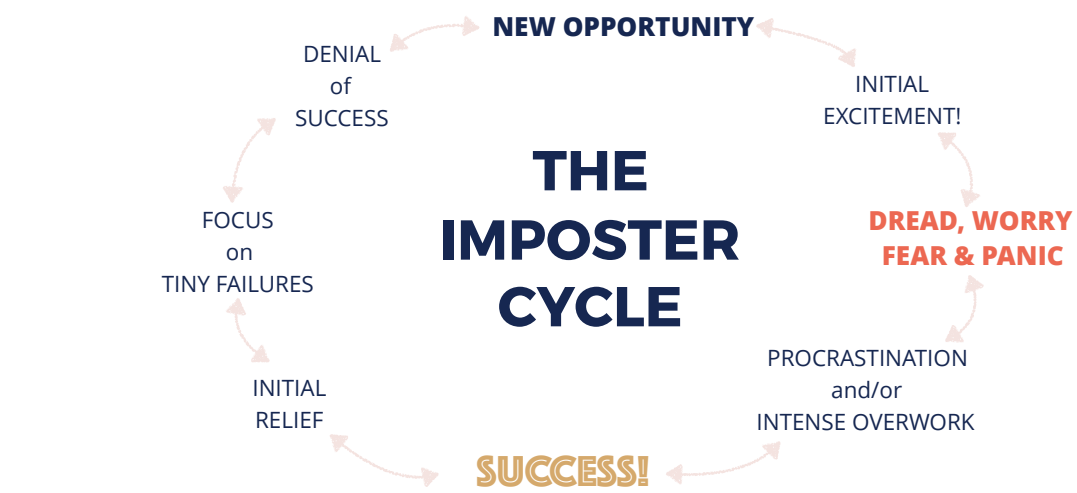 NEW OPPORTUNITY
INITIAL
EXCITEMENT!
DREAD, WORRY
FEAR & PANIC
PROCRASTINATION
and/or
INTENSE OVERWORK
SUCCESS!
INITIAL
RELIEF
FOCUS
on
TINY FAILURES
DENIAL
of
SUCCESS
THE
IMPOSTER
CYCLE